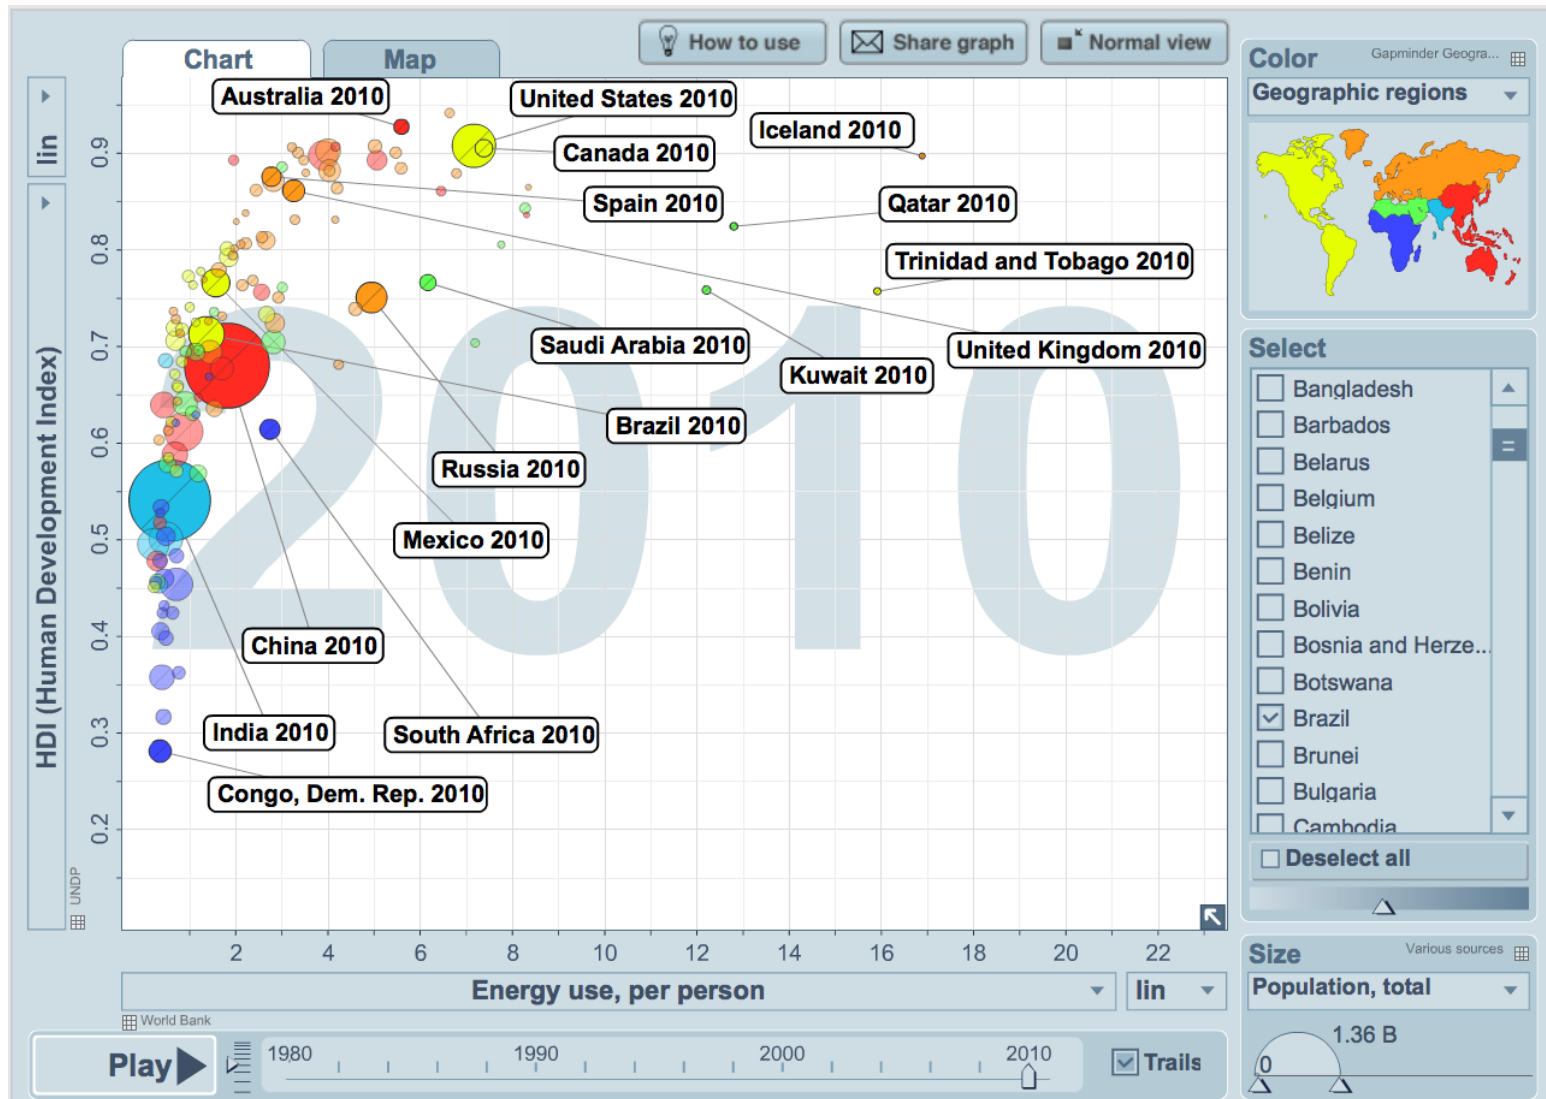 Chart
Map
How to use
Share graph
Normal view
Color
Gapminder Geogra...
Geographic regions
lin
HDI (Human Development Index)
UNDP
0.9
0.8
0.7
0.6
0.5
0.4
0.3
0.2
2010
Australia 2010
United States 2010
Iceland 2010
Canada 2010
Spain 2010
Qatar 2010
Trinidad and Tobago 2010
Saudi Arabia 2010
United Kingdom 2010
Kuwait 2010
Brazil 2010
Russia 2010
Mexico 2010
China 2010
India 2010
South Africa 2010
Congo, Dem. Rep. 2010
2 4 6 8 10 12 14 16 18 20 22
Energy use, per person
lin
World Bank
Select
Bangladesh
Barbados
Belarus
Belgium
Belize
Benin
Bolivia
Bosnia and Herze...
Botswana
Brazil
Brunei
Bulgaria
Cambodia
Deselect all
Size
Various sources
Population, total
1.36 B
0
Play
1980 1990 2000 2010
Trails